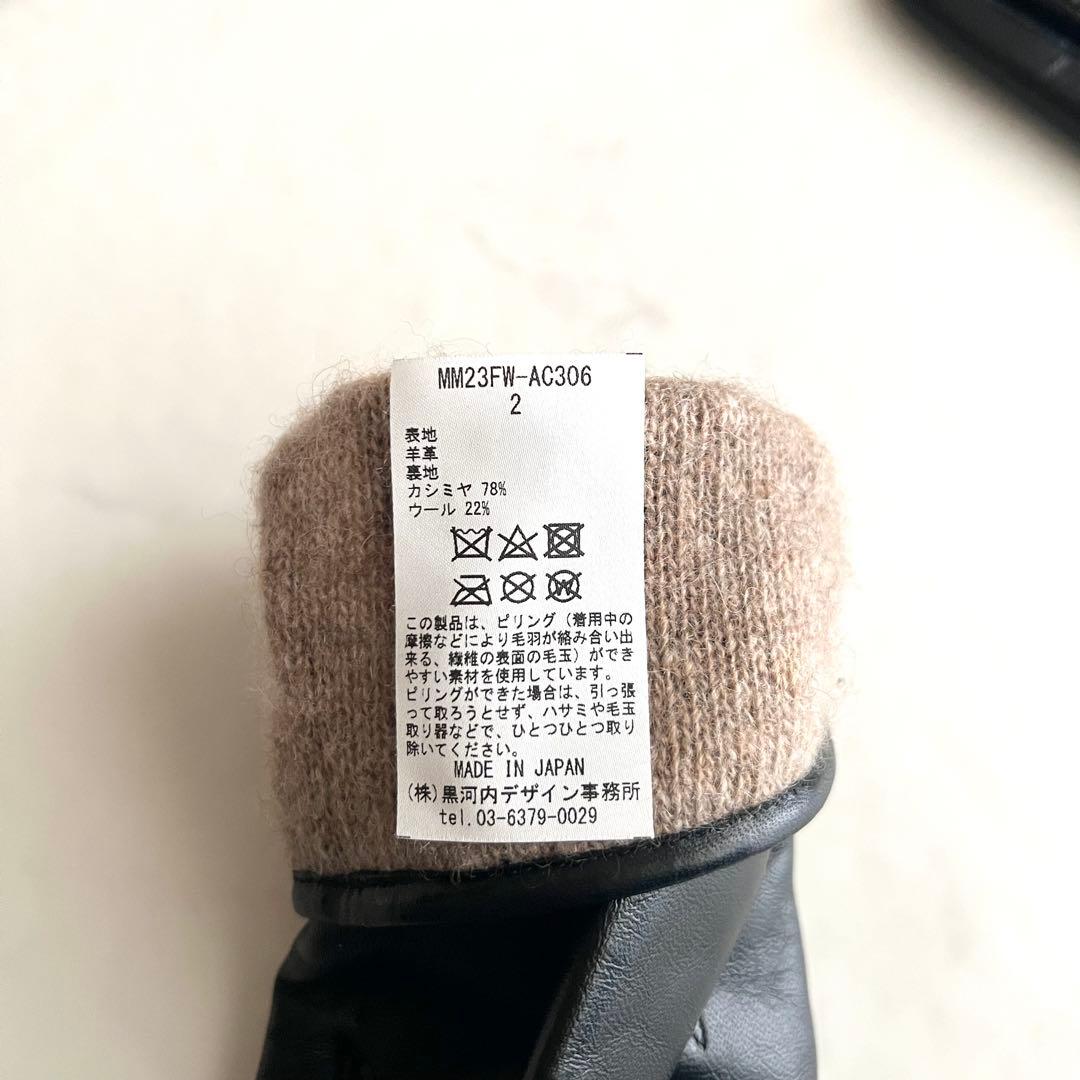 MM23FW-AC306
2
表地
羊革
裏地
カシミヤ 78%
ウール 22%
W
この製品は、ピリング（着用中の
摩擦などにより毛羽が絡み合い出
来る、繊維の表面の毛玉）ができ
やすい素材を使用しています。
ピリングができた場合は、引っ張
って取ろうとせず、ハサミや毛玉
取り器などで、ひとつひとつ取り
除いてください。
MADE IN JAPAN
(株)黒河内デザイン事務所
tel.03-6379-0029